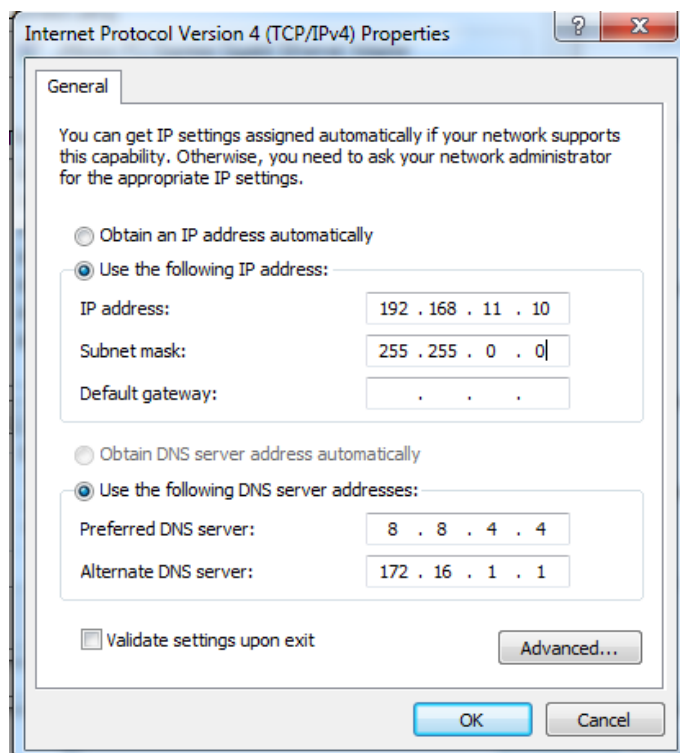 Internet Protocol Version 4 (TCP/IPv4) Properties
? X
General
You can get IP settings assigned automatically if your network supports
this capability. Otherwise, you need to ask your network administrator
for the appropriate IP settings.
Obtain an IP address automatically
Use the following IP address:
IP address: 192 . 168 . 11 . 10
Subnet mask: 255 . 255 . 0 . 0
Default gateway: . . .
Obtain DNS server address automatically
Use the following DNS server addresses:
Preferred DNS server: 8 . 8 . 4 . 4
Alternate DNS server: 172 . 16 . 1 . 1
Validate settings upon exit
Advanced...
OK Cancel